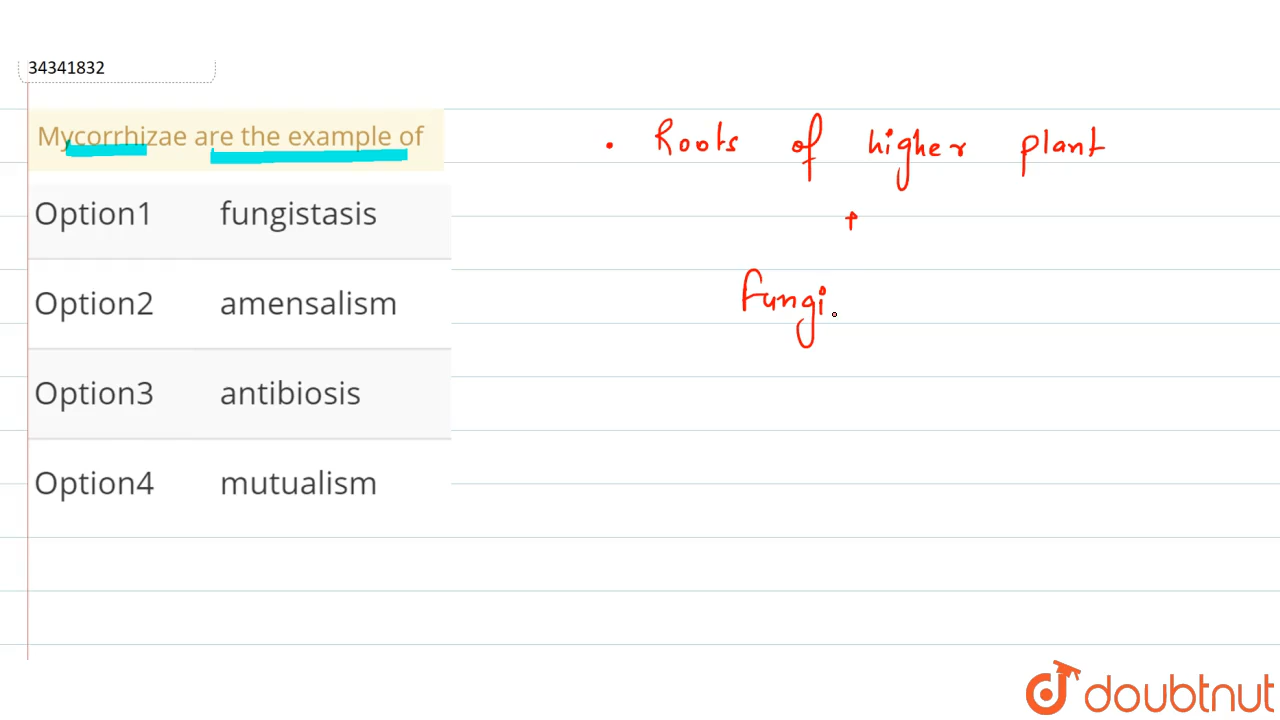 34341832
Mycorrhizae are the example of
Option1 fungistasis
Option2 amensalism
Option3 antibiosis
Option4 mutualism
• Roots of higher plant
+
Fungi
doubtnut